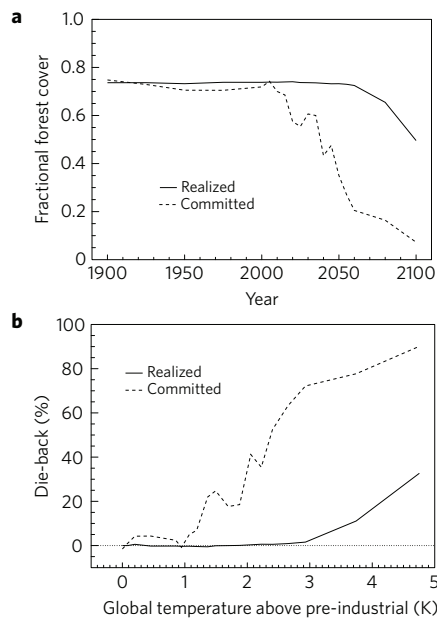 a
1.0
0.8
0.6
0.4
0.2
0
Fractional forest cover
Realized
Committed
1900 1950 2000 2050 2100
Year
b
100
80
60
40
20
0
Die-back (%)
Realized
Committed
0 1 2 3 4 5
Global temperature above pre-industrial (K)